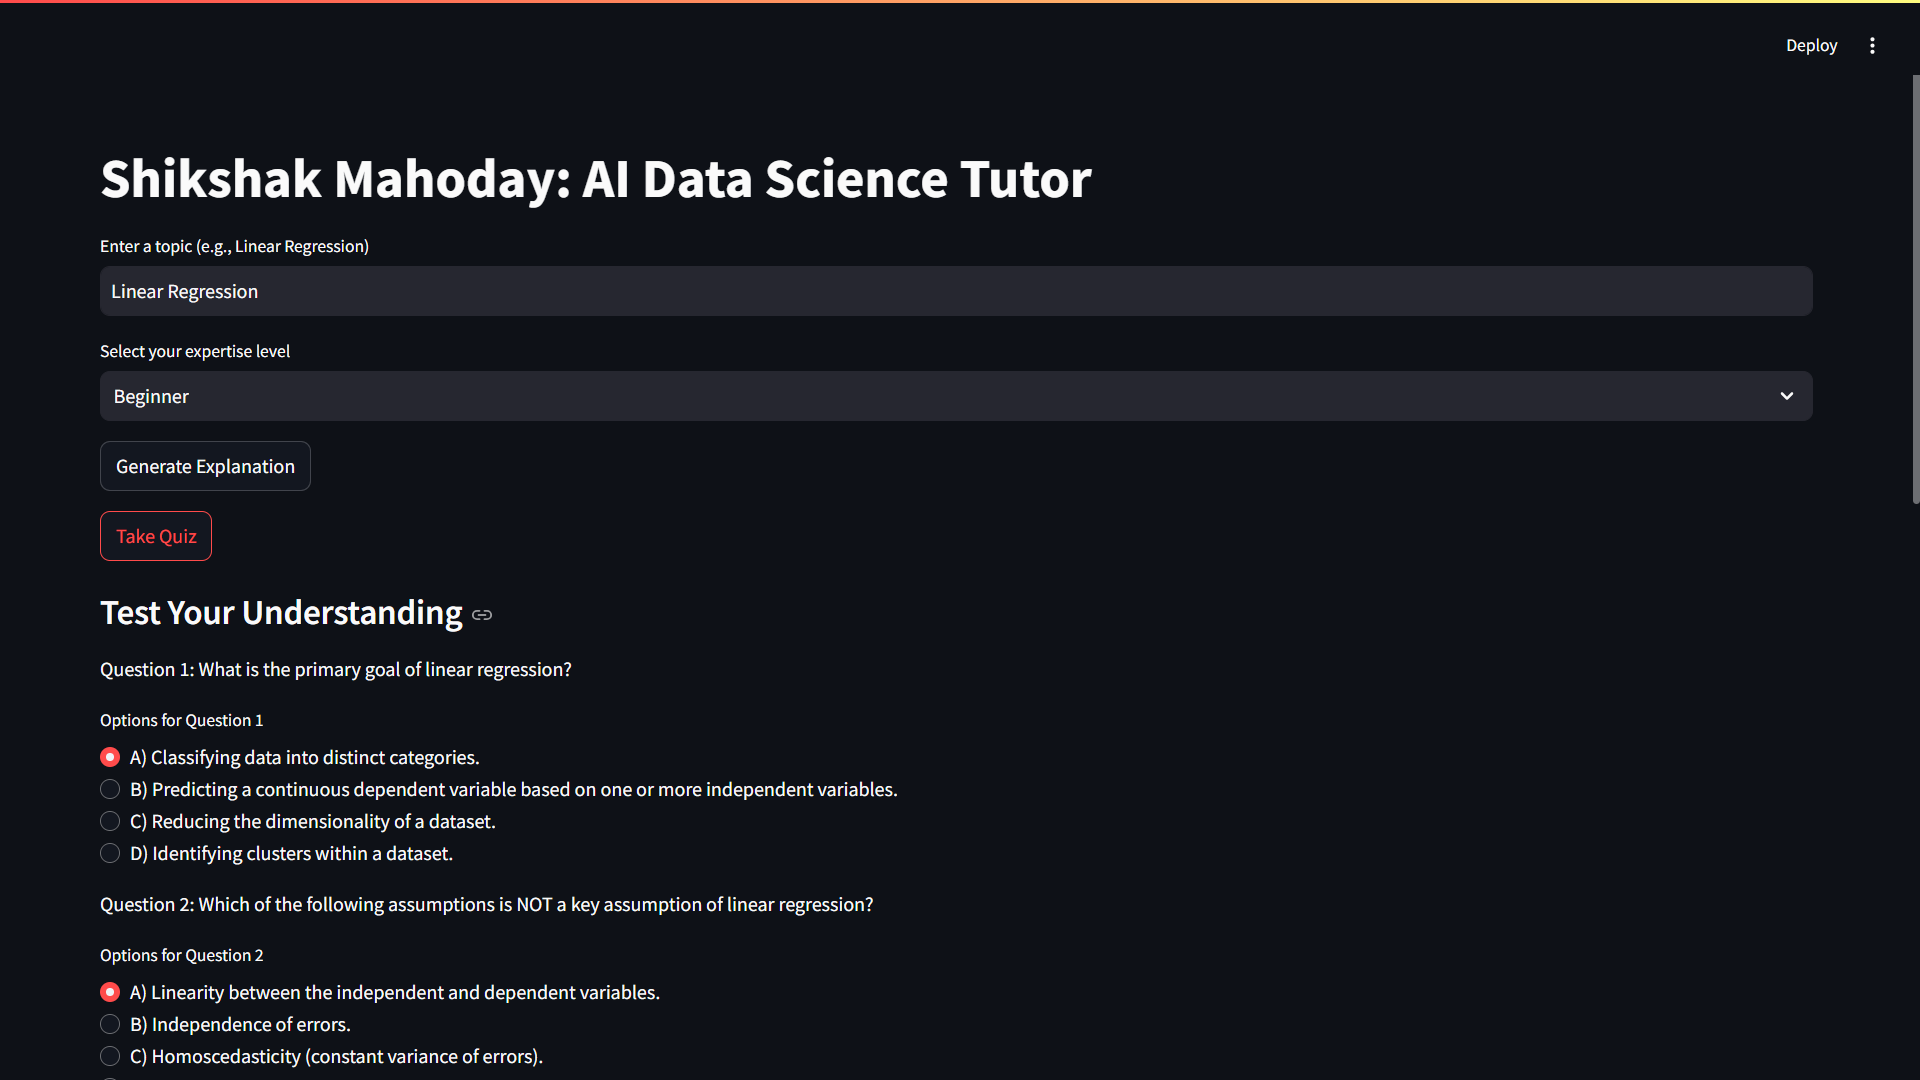 Deploy
Shikshak Mahoday: AI Data Science Tutor
Enter a topic (e.g., Linear Regression)
Linear Regression
Select your expertise level
Beginner
Generate Explanation
Take Quiz
Test Your Understanding
Question 1: What is the primary goal of linear regression?
Options for Question 1
A) Classifying data into distinct categories.
B) Predicting a continuous dependent variable based on one or more independent variables.
C) Reducing the dimensionality of a dataset.
D) Identifying clusters within a dataset.
Question 2: Which of the following assumptions is NOT a key assumption of linear regression?
Options for Question 2
A) Linearity between the independent and dependent variables.
B) Independence of errors.
C) Homoscedasticity (constant variance of errors).